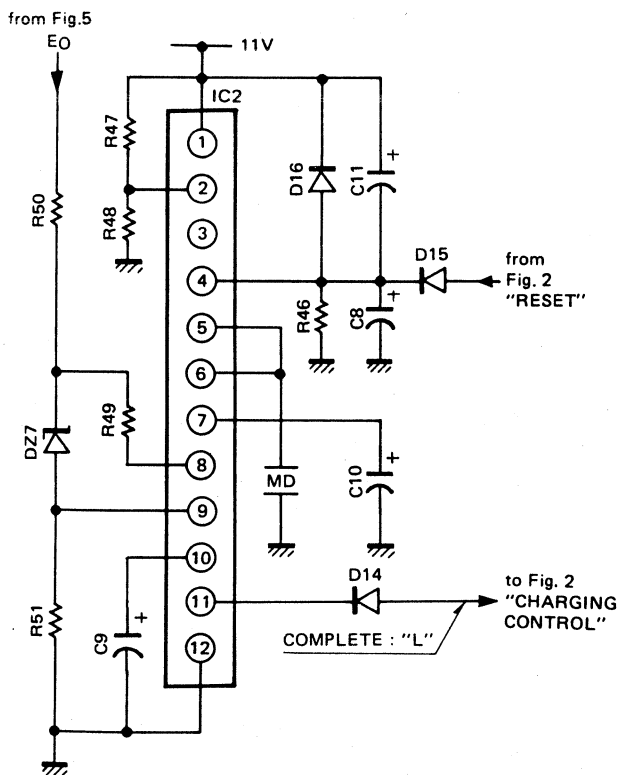 from Fig.5
EO
11V
IC2
R47
1
D16
C11
+
2
R50
R48
3
D15
from
Fig. 2
"RESET"
4
R46
C8
+
5
6
R49
7
DZ7
8
MD
C10
+
9
10
D14
to Fig. 2
"CHARGING
CONTROL"
11
R51
C9
+
COMPLETE : "L"
12